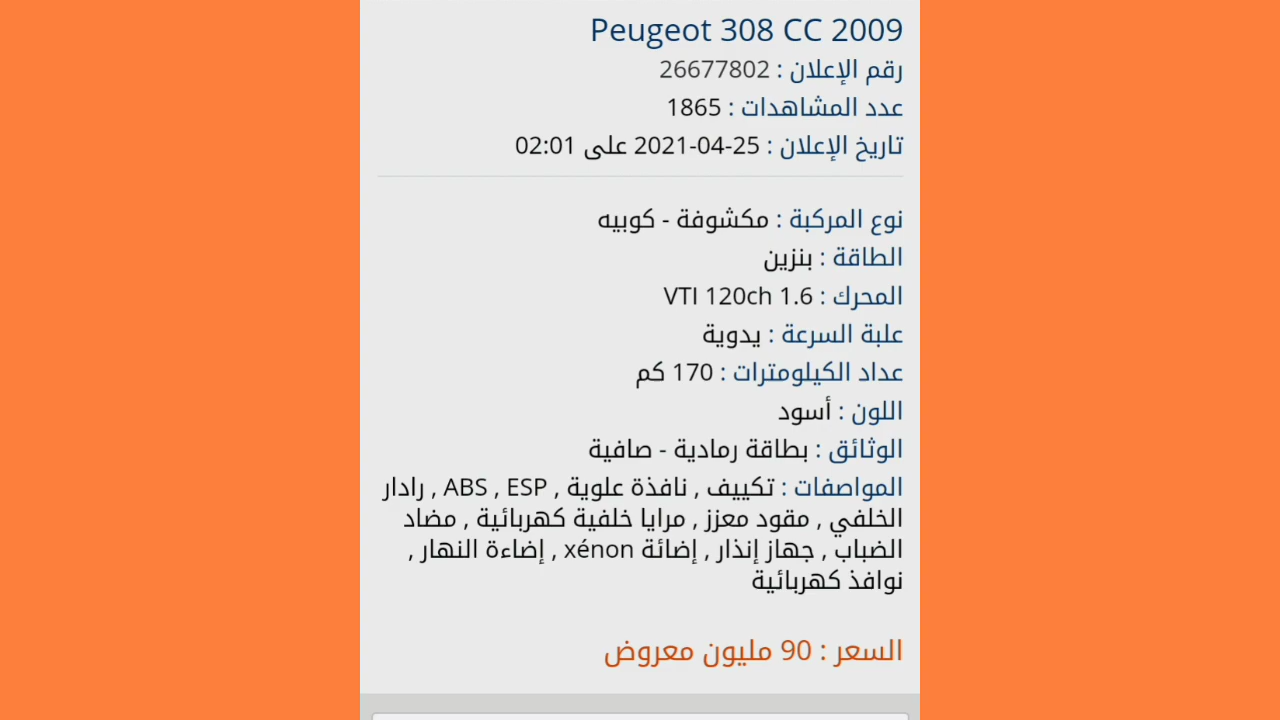 Peugeot 308 CC 2009
رقم الإعلان : 26677802
عدد المشاهدات : 1865
تاريخ الإعلان : 25-04-2021 على 02:01
نوع المركبة : مكشوفة - كوبيه
الطاقة : بنزين
المحرك : 1.6 VTI 120ch
علبة السرعة : يدوية
عداد الكيلومترات : 170 كم
اللون : أسود
الوثائق : بطاقة رمادية - صافية
المواصفات : تكييف , نافذة علوية , ABS , ESP , رادار
الخلفي , مقود معزز , مرايا خلفية كهربائية , مضاد
الضباب , جهاز إنذار , إضائة xénon , إضاءة النهار ,
نوافذ كهربائية
السعر : 90 مليون معروض